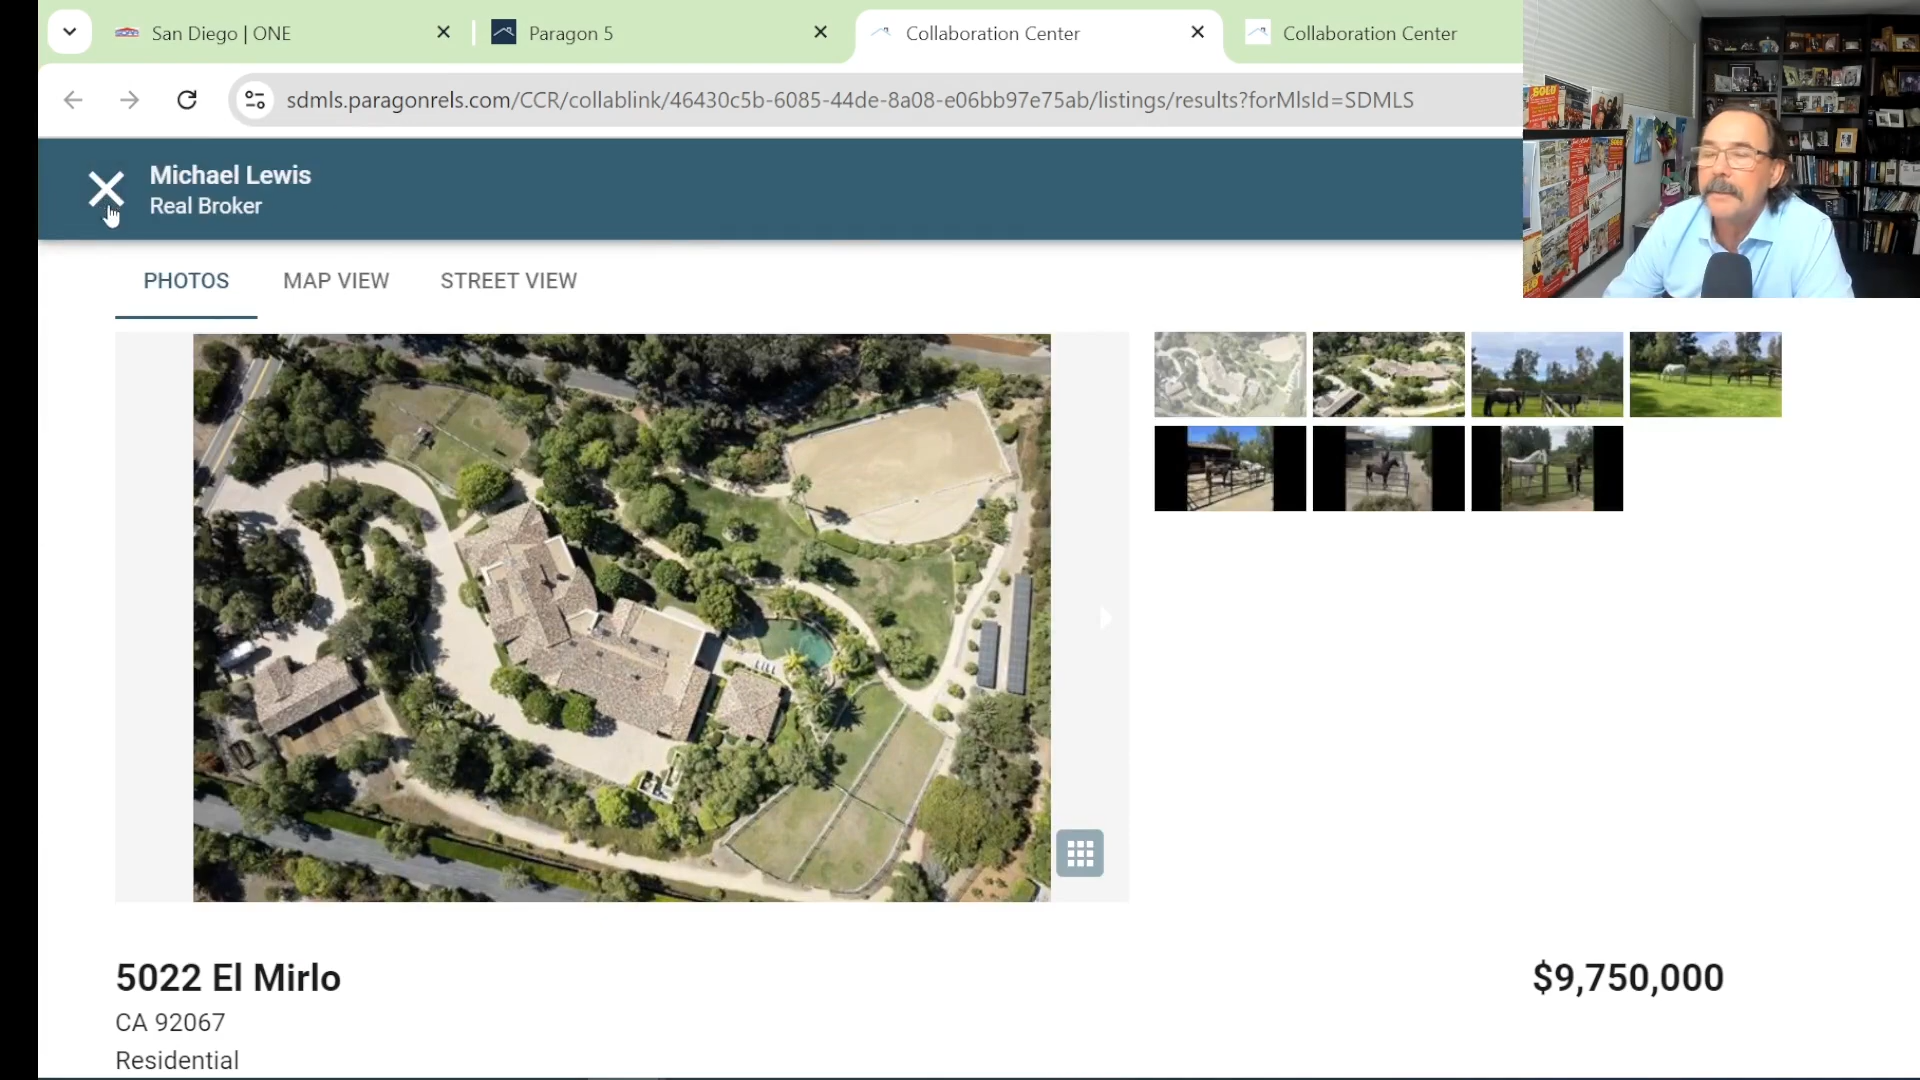 San Diego | ONE
Paragon 5
Collaboration Center
Collaboration Center
sdmls.paragonrels.com/CCR/collablink/46430c5b-6085-44de-8a08-e06bb97e75ab/listings/results?forMlsId=SDMLS
Michael Lewis
Real Broker
PHOTOS
MAP VIEW
STREET VIEW
SOLD
5022 El Mirlo
$9,750,000
CA 92067
Residential